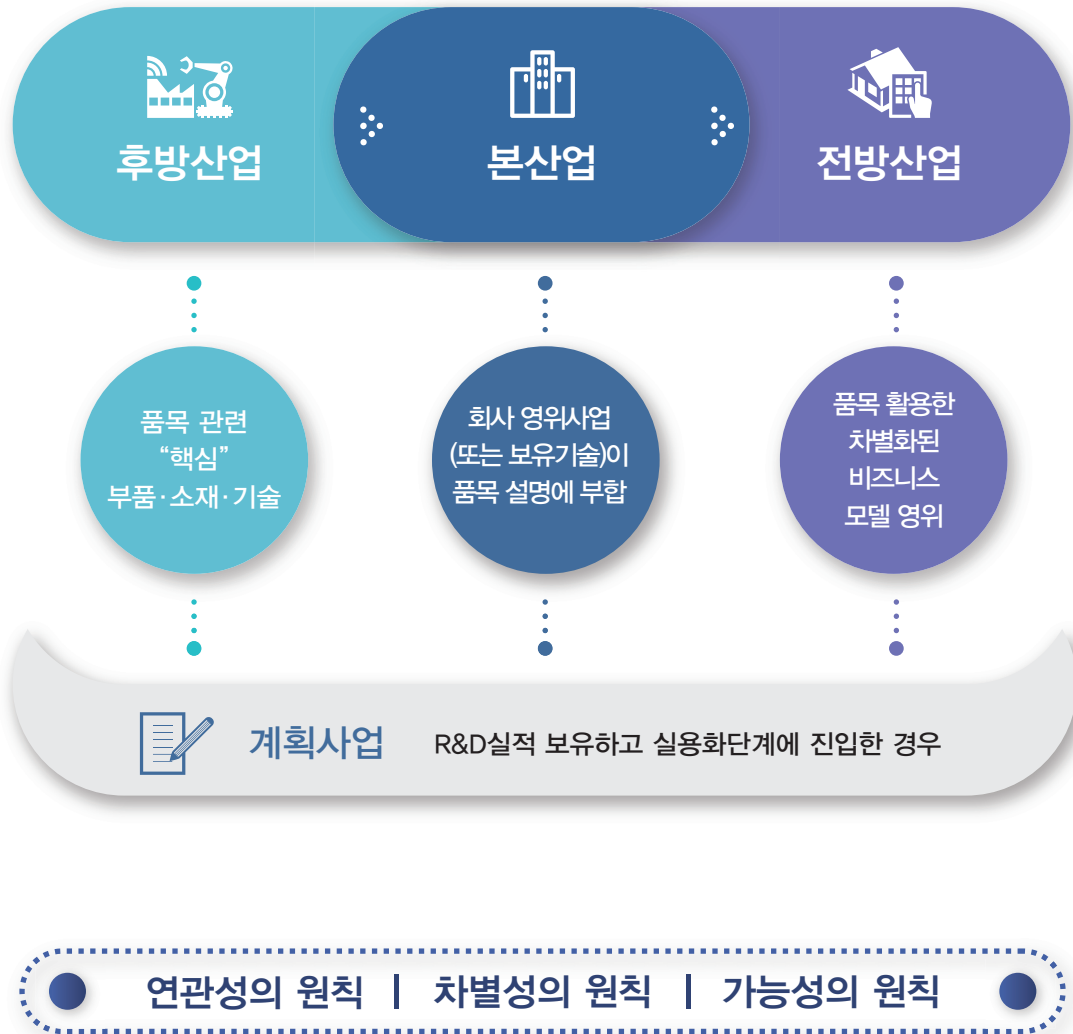 후방산업
본산업
전방산업
품목 관련
“핵심”
부품·소재·기술
회사 영위사업
(또는 보유기술)이
품목 설명에 부합
품목 활용한
차별화된
비즈니스
모델 영위
계획사업
R&D실적 보유하고 실용화단계에 진입한 경우
연관성의 원칙 | 차별성의 원칙 | 가능성의 원칙